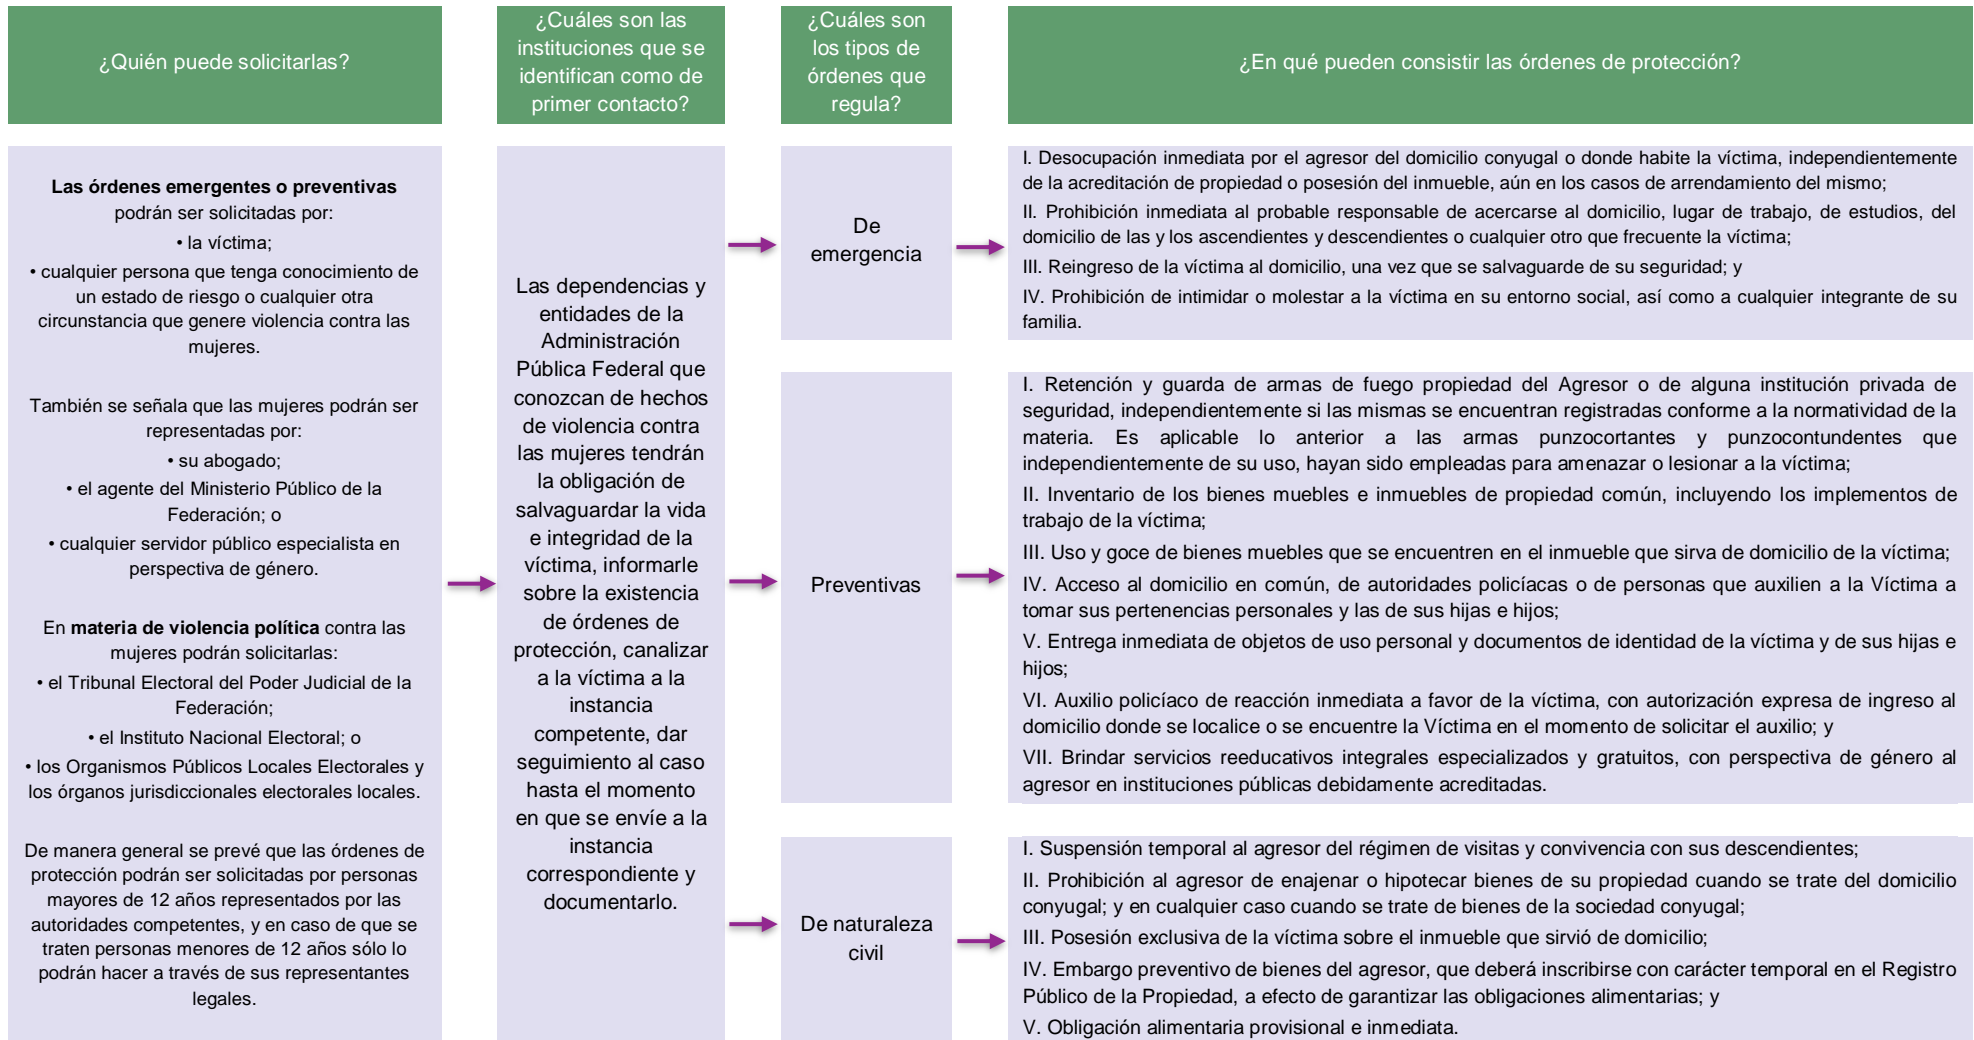 ¿Quién puede solicitarlas?
¿Cuáles son las
instituciones que se
identifican como de
primer contacto?
¿Cuáles son
los tipos de
órdenes que
regula?
¿En qué pueden consistir las órdenes de protección?
Las órdenes emergentes o preventivas
podrán ser solicitadas por:
• la víctima;
• cualquier persona que tenga conocimiento de
un estado de riesgo o cualquier otra
circunstancia que genere violencia contra las
mujeres.
También se señala que las mujeres podrán ser
representadas por:
• su abogado;
• el agente del Ministerio Público de la
Federación; o
• cualquier servidor público especialista en
perspectiva de género.
En materia de violencia política contra las
mujeres podrán solicitarlas:
• el Tribunal Electoral del Poder Judicial de la
Federación;
• el Instituto Nacional Electoral; o
• los Organismos Públicos Locales Electorales y
los órganos jurisdiccionales electorales locales.
De manera general se prevé que las órdenes de
protección podrán ser solicitadas por personas
mayores de 12 años representados por las
autoridades competentes, y en caso de que se
traten personas menores de 12 años sólo lo
podrán hacer a través de sus representantes
legales.
Las dependencias y
entidades de la
Administración
Pública Federal que
conozcan de hechos
de violencia contra
las mujeres tendrán
la obligación de
salvaguardar la vida
e integridad de la
víctima, informarle
sobre la existencia
de órdenes de
protección, canalizar
a la víctima a la
instancia
competente, dar
seguimiento al caso
hasta el momento
en que se envíe a la
instancia
correspondiente y
documentarlo.
De
emergencia
I. Desocupación inmediata por el agresor del domicilio conyugal o donde habite la víctima, independientemente
de la acreditación de propiedad o posesión del inmueble, aún en los casos de arrendamiento del mismo;
II. Prohibición inmediata al probable responsable de acercarse al domicilio, lugar de trabajo, de estudios, del
domicilio de las y los ascendientes y descendientes o cualquier otro que frecuente la víctima;
III. Reingreso de la víctima al domicilio, una vez que se salvaguarde de su seguridad; y
IV. Prohibición de intimidar o molestar a la víctima en su entorno social, así como a cualquier integrante de su
familia.
Preventivas
I. Retención y guarda de armas de fuego propiedad del Agresor o de alguna institución privada de
seguridad, independientemente si las mismas se encuentran registradas conforme a la normatividad de la
materia. Es aplicable lo anterior a las armas punzocortantes y punzocontundentes que
independientemente de su uso, hayan sido empleadas para amenazar o lesionar a la víctima;
II. Inventario de los bienes muebles e inmuebles de propiedad común, incluyendo los implementos de
trabajo de la víctima;
III. Uso y goce de bienes muebles que se encuentren en el inmueble que sirva de domicilio de la víctima;
IV. Acceso al domicilio en común, de autoridades policíacas o de personas que auxilien a la Víctima a
tomar sus pertenencias personales y las de sus hijas e hijos;
V. Entrega inmediata de objetos de uso personal y documentos de identidad de la víctima y de sus hijas e
hijos;
VI. Auxilio policíaco de reacción inmediata a favor de la víctima, con autorización expresa de ingreso al
domicilio donde se localice o se encuentre la Víctima en el momento de solicitar el auxilio; y
VII. Brindar servicios reeducativos integrales especializados y gratuitos, con perspectiva de género al
agresor en instituciones públicas debidamente acreditadas.
De naturaleza
civil
I. Suspensión temporal al agresor del régimen de visitas y convivencia con sus descendientes;
II. Prohibición al agresor de enajenar o hipotecar bienes de su propiedad cuando se trate del domicilio
conyugal; y en cualquier caso cuando se trate de bienes de la sociedad conyugal;
III. Posesión exclusiva de la víctima sobre el inmueble que sirvió de domicilio;
IV. Embargo preventivo de bienes del agresor, que deberá inscribirse con carácter temporal en el Registro
Público de la Propiedad, a efecto de garantizar las obligaciones alimentarias; y
V. Obligación alimentaria provisional e inmediata.